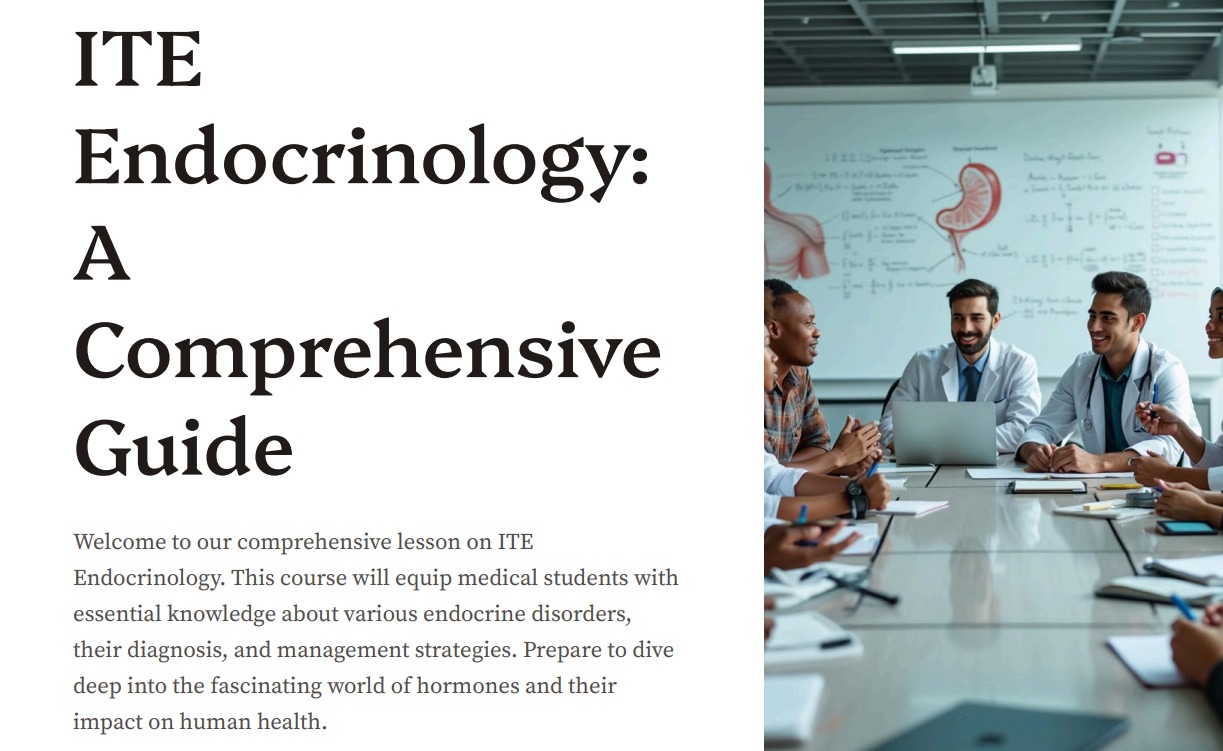 ITE
Endocrinology:
A
Comprehensive
Guide
Welcome to our comprehensive lesson on ITE
Endocrinology. This course will equip medical students with
essential knowledge about various endocrine disorders,
their diagnosis, and management strategies. Prepare to dive
deep into the fascinating world of hormones and their
impact on human health.